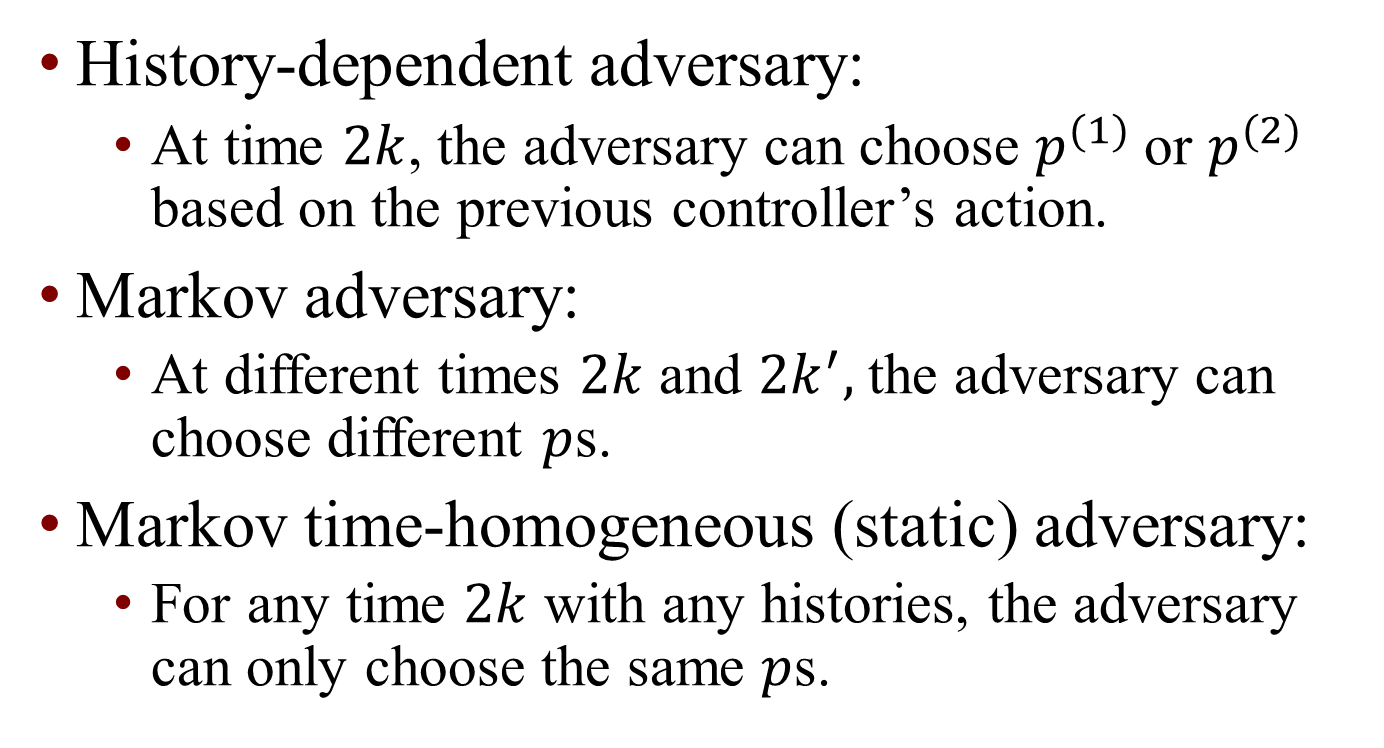 • History-dependent adversary:
• At time 2k, the adversary can choose p⁽¹⁾ or p⁽²⁾
based on the previous controller’s action.
• Markov adversary:
• At different times 2k and 2k′, the adversary can
choose different ps.
• Markov time-homogeneous (static) adversary:
• For any time 2k with any histories, the adversary
can only choose the same ps.